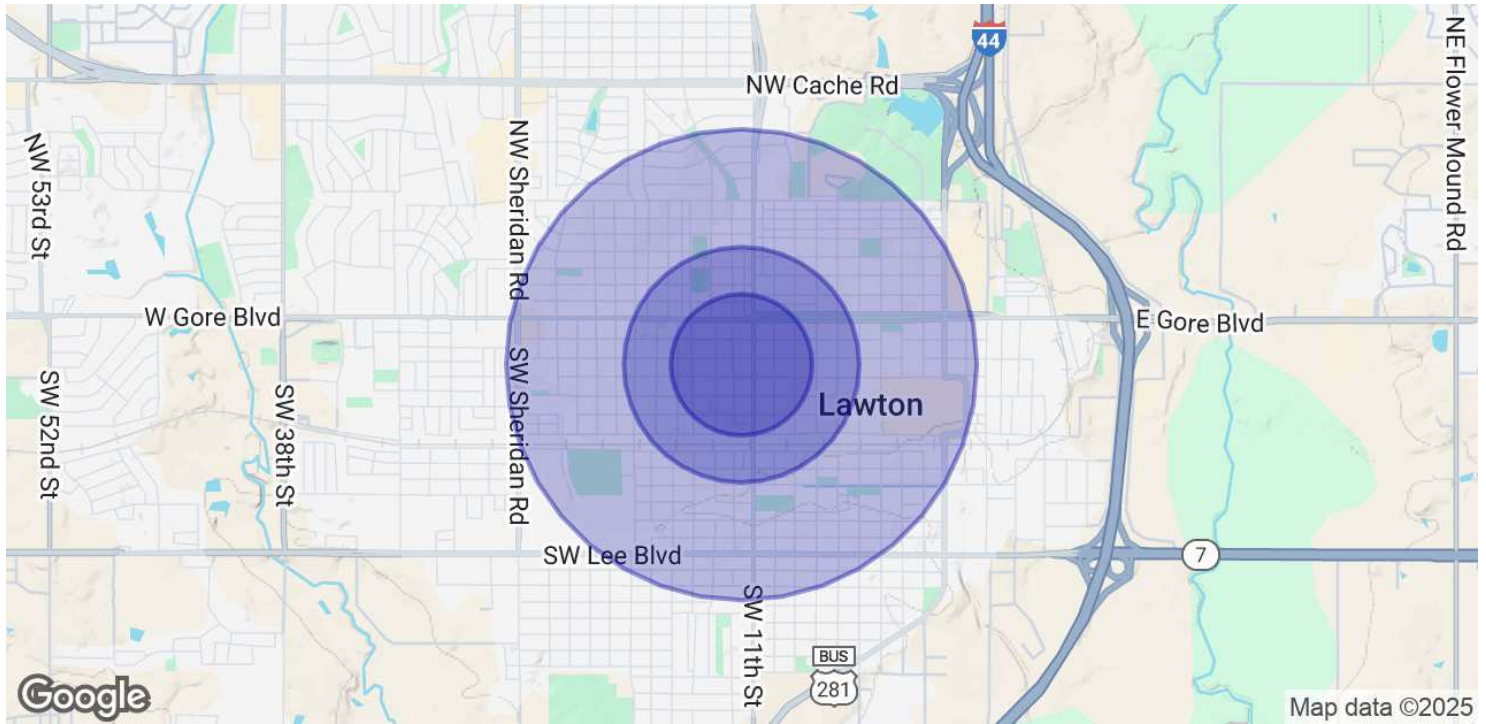 44
NW Cache Rd
NE Flower Mound Rd
NW 53rd St
NW Sheridan Rd
W Gore Blvd
E Gore Blvd
SW 52nd St
SW 38th St
SW Sheridan Rd
Lawton
SW Lee Blvd
7
SW 11th St
BUS
281
Google
Map data ©2025